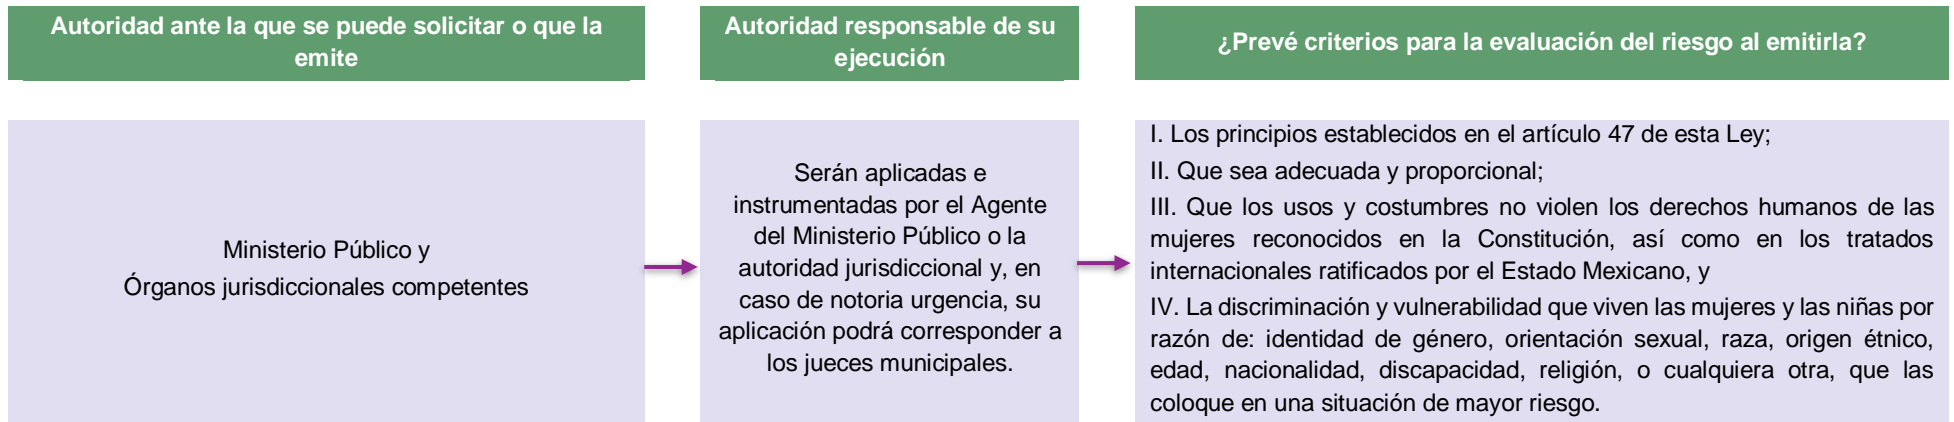 Autoridad ante la que se puede solicitar o que la
emite
Autoridad responsable de su
ejecución
¿Prevé criterios para la evaluación del riesgo al emitirla?
Ministerio Público y
Órganos jurisdiccionales competentes
Serán aplicadas e
instrumentadas por el Agente
del Ministerio Público o la
autoridad jurisdiccional y, en
caso de notoria urgencia, su
aplicación podrá corresponder a
los jueces municipales.
I. Los principios establecidos en el artículo 47 de esta Ley;
II. Que sea adecuada y proporcional;
III. Que los usos y costumbres no violen los derechos humanos de las
mujeres reconocidos en la Constitución, así como en los tratados
internacionales ratificados por el Estado Mexicano, y
IV. La discriminación y vulnerabilidad que viven las mujeres y las niñas por
razón de: identidad de género, orientación sexual, raza, origen étnico,
edad, nacionalidad, discapacidad, religión, o cualquiera otra, que las
coloque en una situación de mayor riesgo.